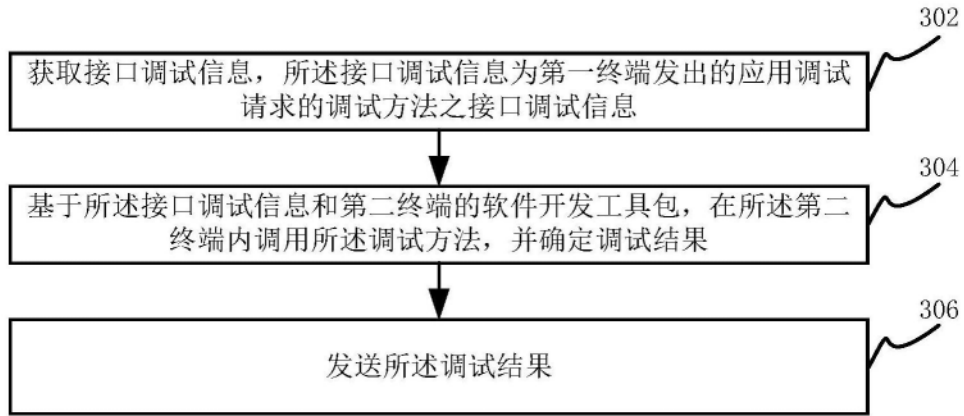 302
获取接口调试信息，所述接口调试信息为第一终端发出的应用调试
请求的调试方法之接口调试信息
304
基于所述接口调试信息和第二终端的软件开发工具包，在所述第二
终端内调用所述调试方法，并确定调试结果
306
发送所述调试结果